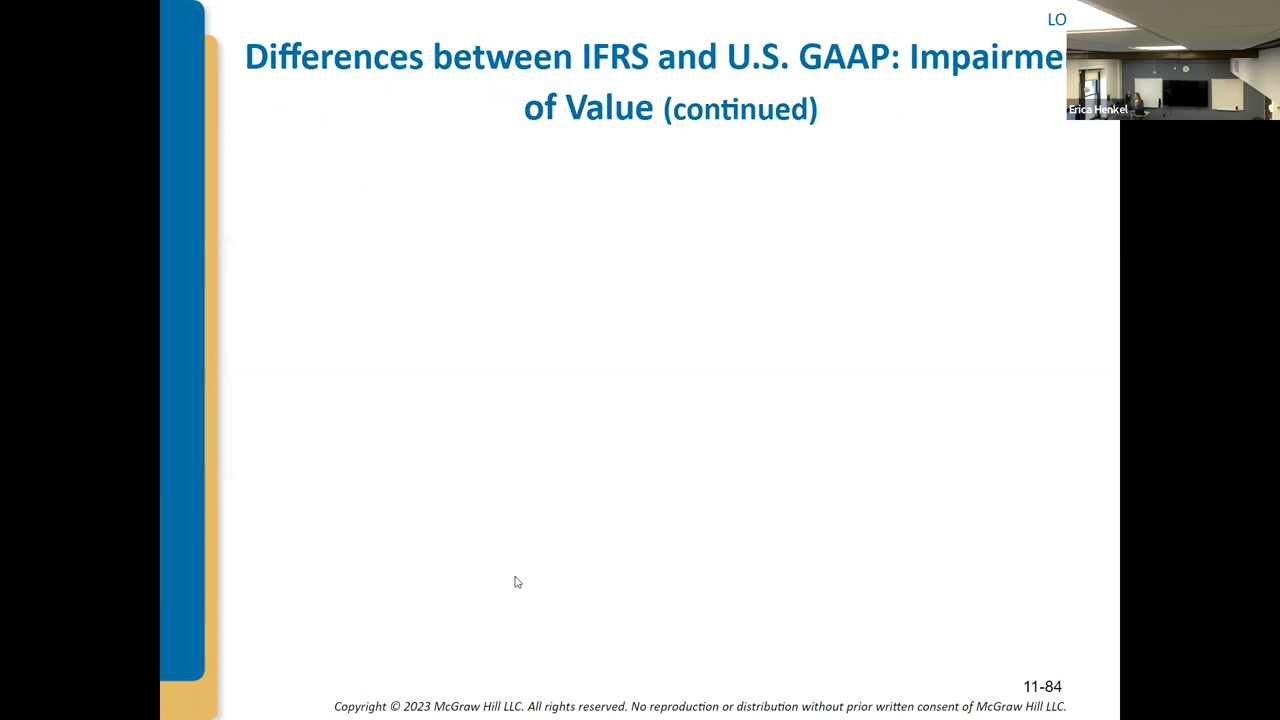 LO
Differences between IFRS and U.S. GAAP: Impairme
of Value (continued)
Erica Henkel
11-84
Copyright © 2023 McGraw Hill LLC. All rights reserved. No reproduction or distribution without prior written consent of McGraw Hill LLC.